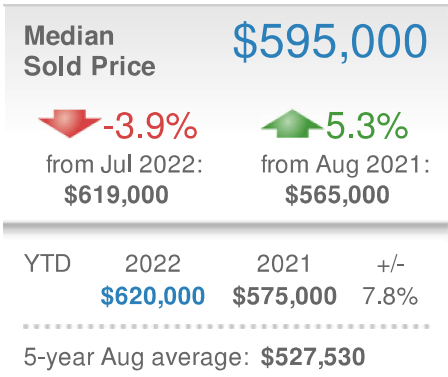 Median $595,000
Sold Price
-3.9% 5.3%
from Jul 2022: from Aug 2021:
$619,000 $565,000
YTD 2022 2021 +/-
$620,000 $575,000 7.8%
5-year Aug average: $527,530